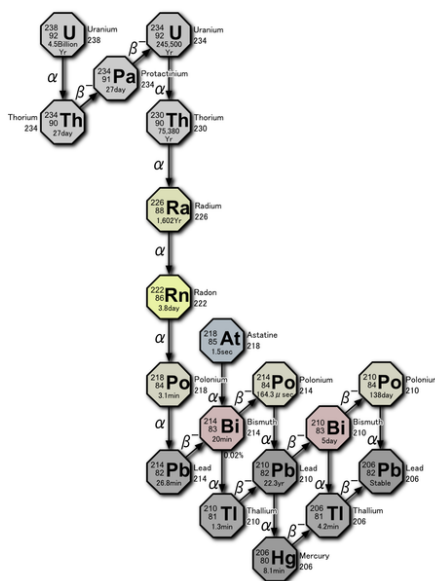 238
92 U
4.5Billion
Yr
Uranium
238
α
234
90 Th
27day
Thorium
234
β−
234
91 Pa
27day
Protactinium
234
β−
234
92 U
245,500
Yr
Uranium
234
α
230
90 Th
75,380
Yr
Thorium
230
α
226
88 Ra
1,602Yr
Radium
226
α
222
86 Rn
3.8day
Radon
222
α
218
84 Po
3.1min
Polonium
218
α
214
82 Pb
26.8min
Lead
214
β−
218
85 At
1.5sec
Astatine
218
α
214
83 Bi
20min
Bismuth
214
0.02%
α
β−
214
84 Po
164.3μsec
Polonium
214
α
210
81 Tl
1.3min
Thallium
210
β−
210
82 Pb
22.3yr
Lead
210
β−
α
210
83 Bi
5day
Bismuth
210
β−
α
210
84 Po
138day
Polonium
210
α
206
80 Hg
8.1min
Mercury
206
β−
206
81 Tl
4.2min
Thallium
206
β−
206
82 Pb
Stable
Lead
206